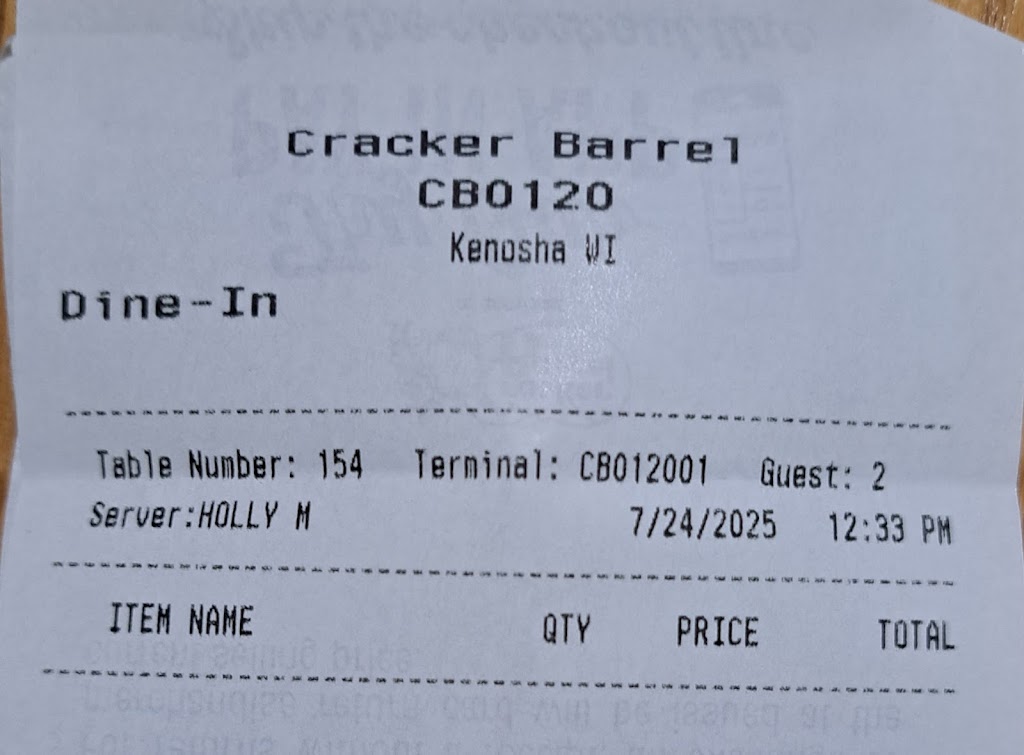 Cracker Barrel
CB0120
Kenosha WI
Dine-In
Table Number: 154 Terminal: CB012001 Guest: 2
Server:HOLLY M 7/24/2025 12:33 PM
ITEM NAME QTY PRICE TOTAL